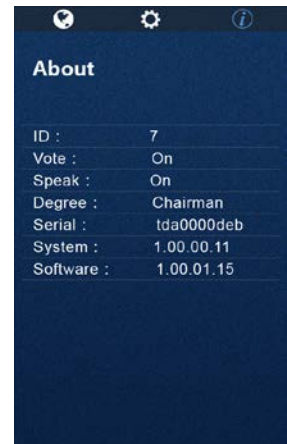 About
ID : 7
Vote : On
Speak : On
Degree : Chairman
Serial : tda0000deb
System : 1.00.00.11
Software : 1.00.01.15